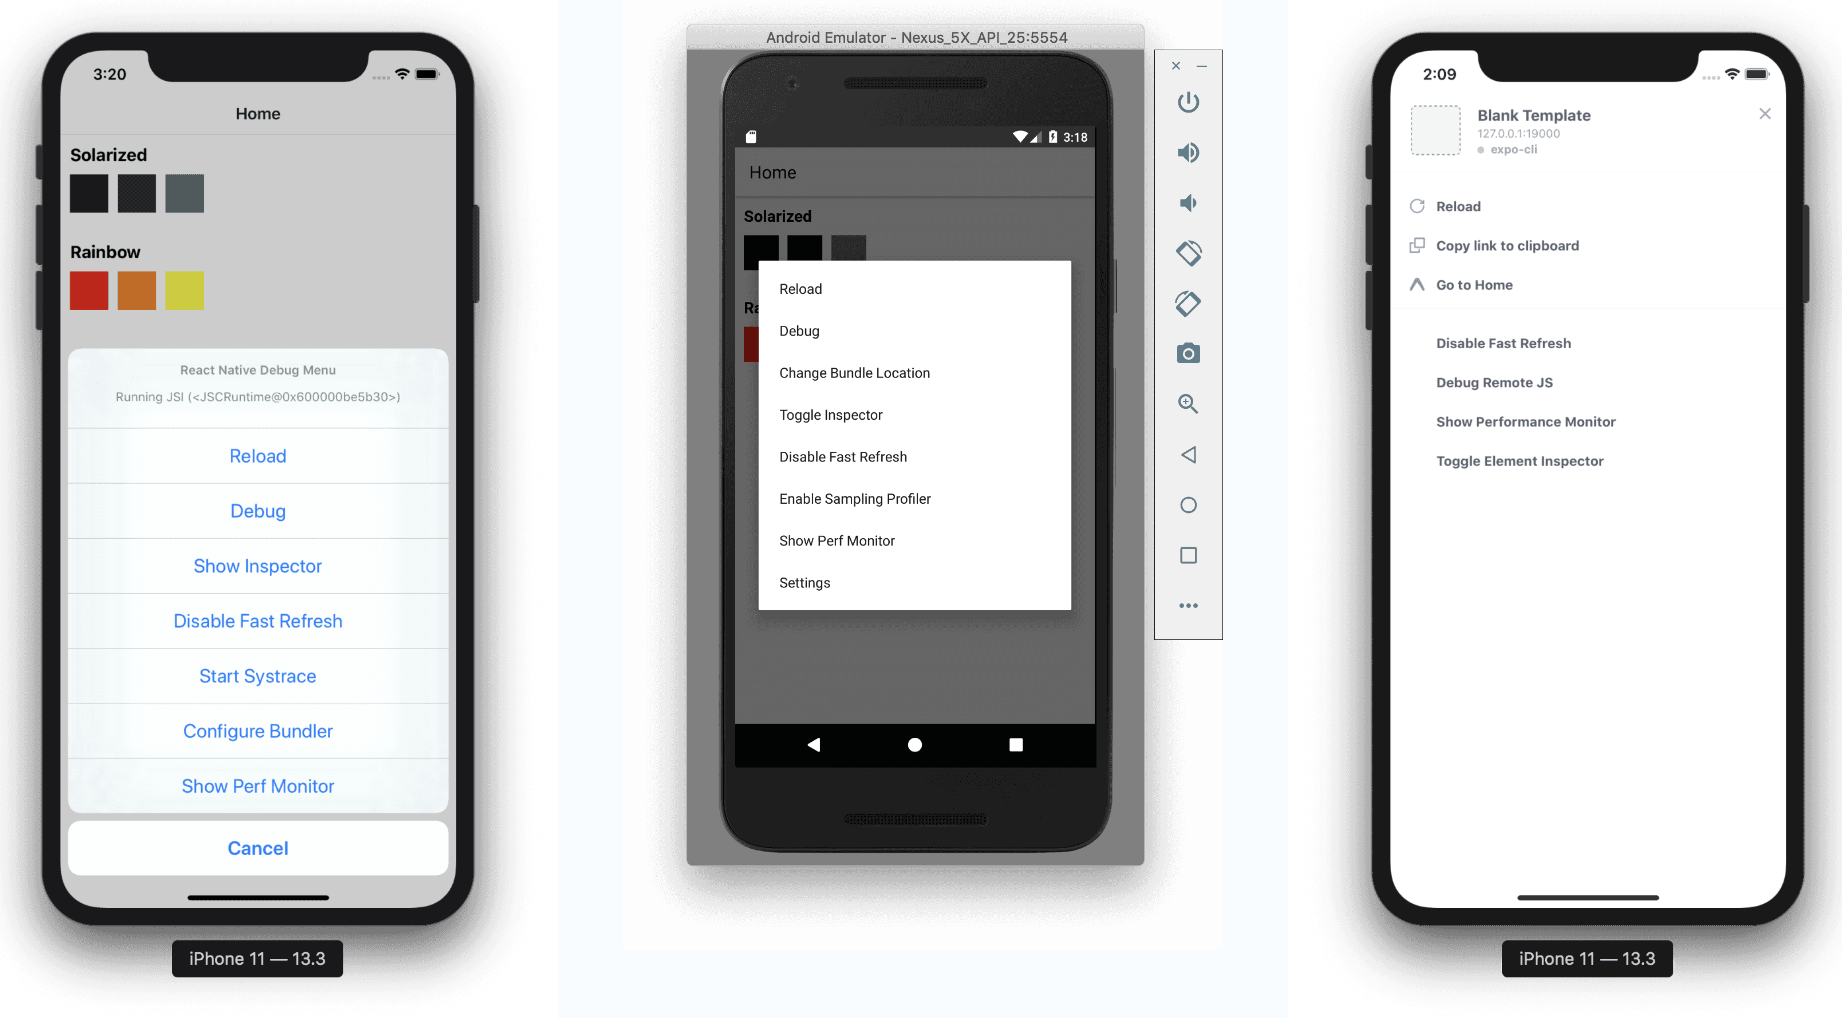 3:20
Home
Solarized
Rainbow
React Native Debug Menu
Running JSI (<JSCRuntime@0x600000be5b30>)
Reload
Debug
Show Inspector
Disable Fast Refresh
Start Systrace
Configure Bundler
Show Perf Monitor
Cancel
iPhone 11 — 13.3
Android Emulator - Nexus_5X_API_25:5554
3:18
Home
Solarized
Ra
Reload
Debug
Change Bundle Location
Toggle Inspector
Disable Fast Refresh
Enable Sampling Profiler
Show Perf Monitor
Settings
2:09
Blank Template
127.0.0.1:19000
expo-cli
Reload
Copy link to clipboard
Go to Home
Disable Fast Refresh
Debug Remote JS
Show Performance Monitor
Toggle Element Inspector
iPhone 11 — 13.3